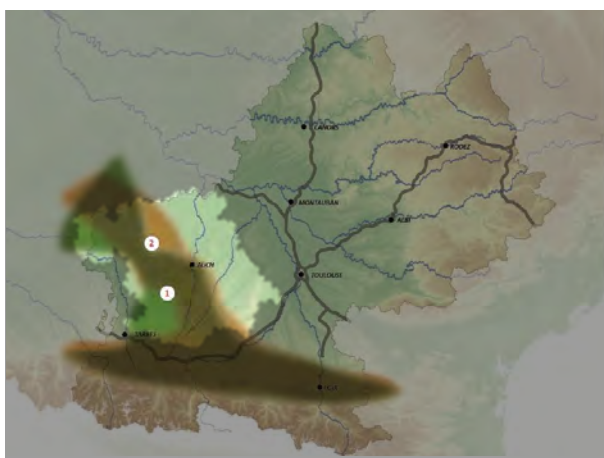 CAHORS
RODEZ
MONTAUBAN
ALBI
2
AUCH
TOULOUSE
1
TARBES
FOIX